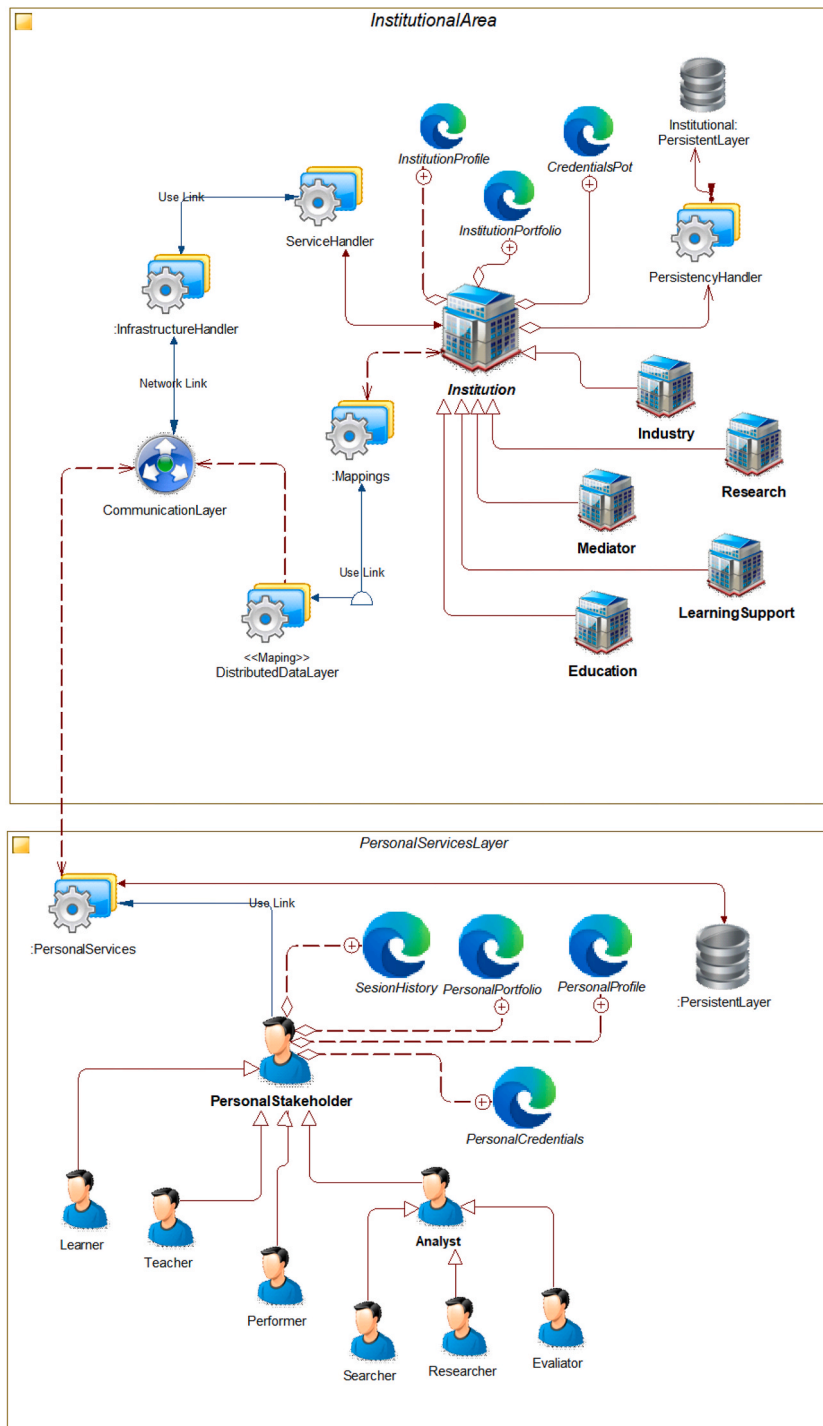 InstitutionalArea
Institutional:
PersistentLayer
InstitutionProfile
CredentialsPot
Use Link
InstitutionPortfolio
ServiceHandler
PersistencyHandler
:InfrastructureHandler
Network Link
Institution
Industry
:Mappings
Research
CommunicationLayer
Mediator
Use Link
LearningSupport
<<Maping>>
DistributedDataLayer
Education
PersonalServicesLayer
Use Link
:PersonalServices
SesionHistory
PersonalPortfolio
PersonalProfile
:PersistentLayer
PersonalStakeholder
PersonalCredentials
Learner
Teacher
Analyst
Performer
Searcher
Researcher
Evaliator